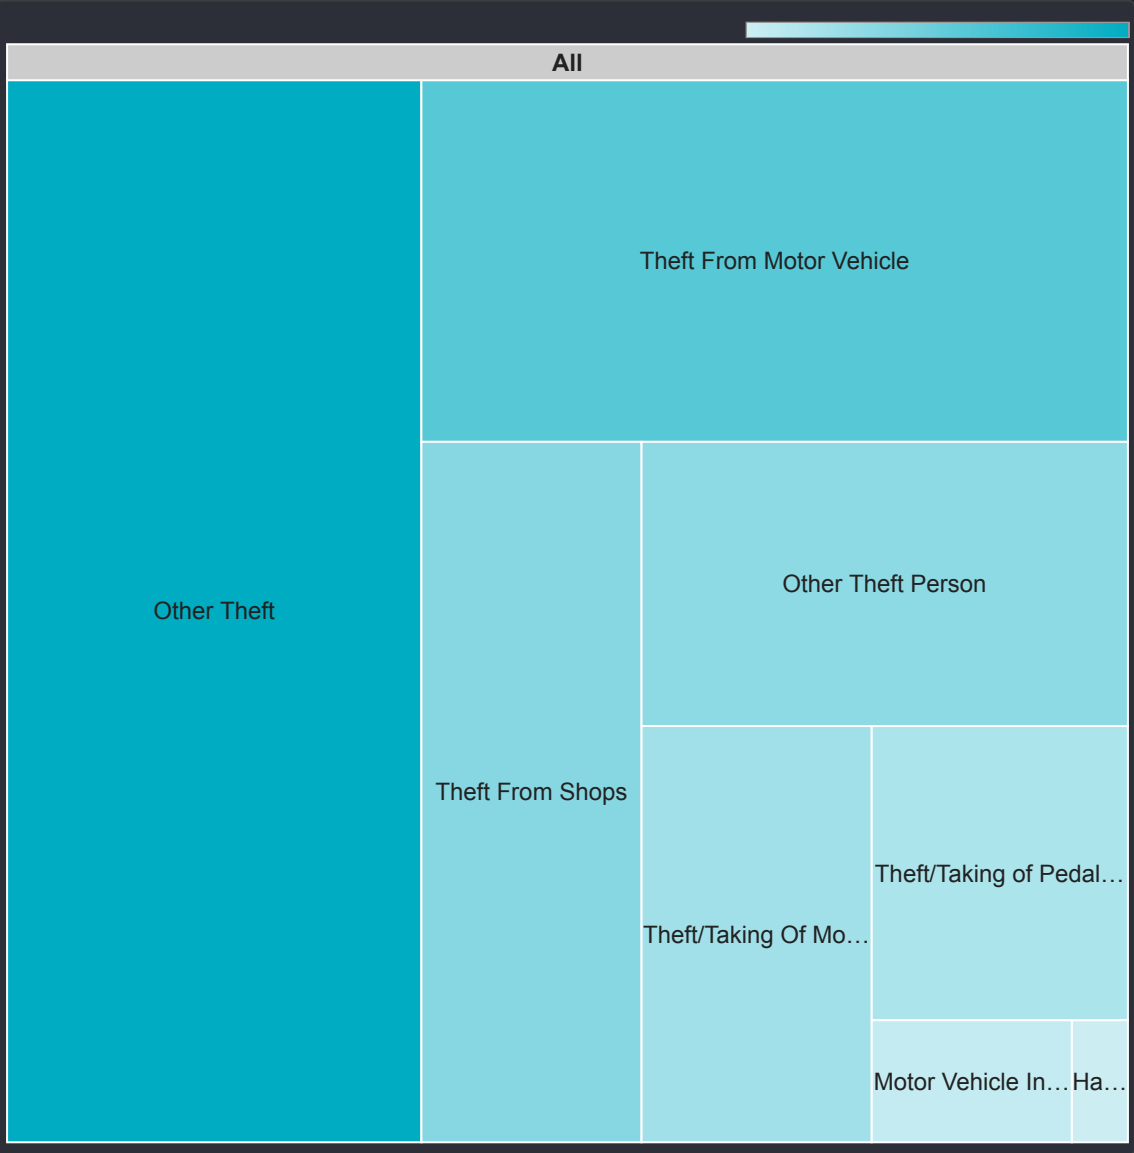 All
Other Theft
Theft From Motor Vehicle
Theft From Shops
Other Theft Person
Theft/Taking Of Mo…
Theft/Taking of Pedal…
Motor Vehicle In…
Ha…